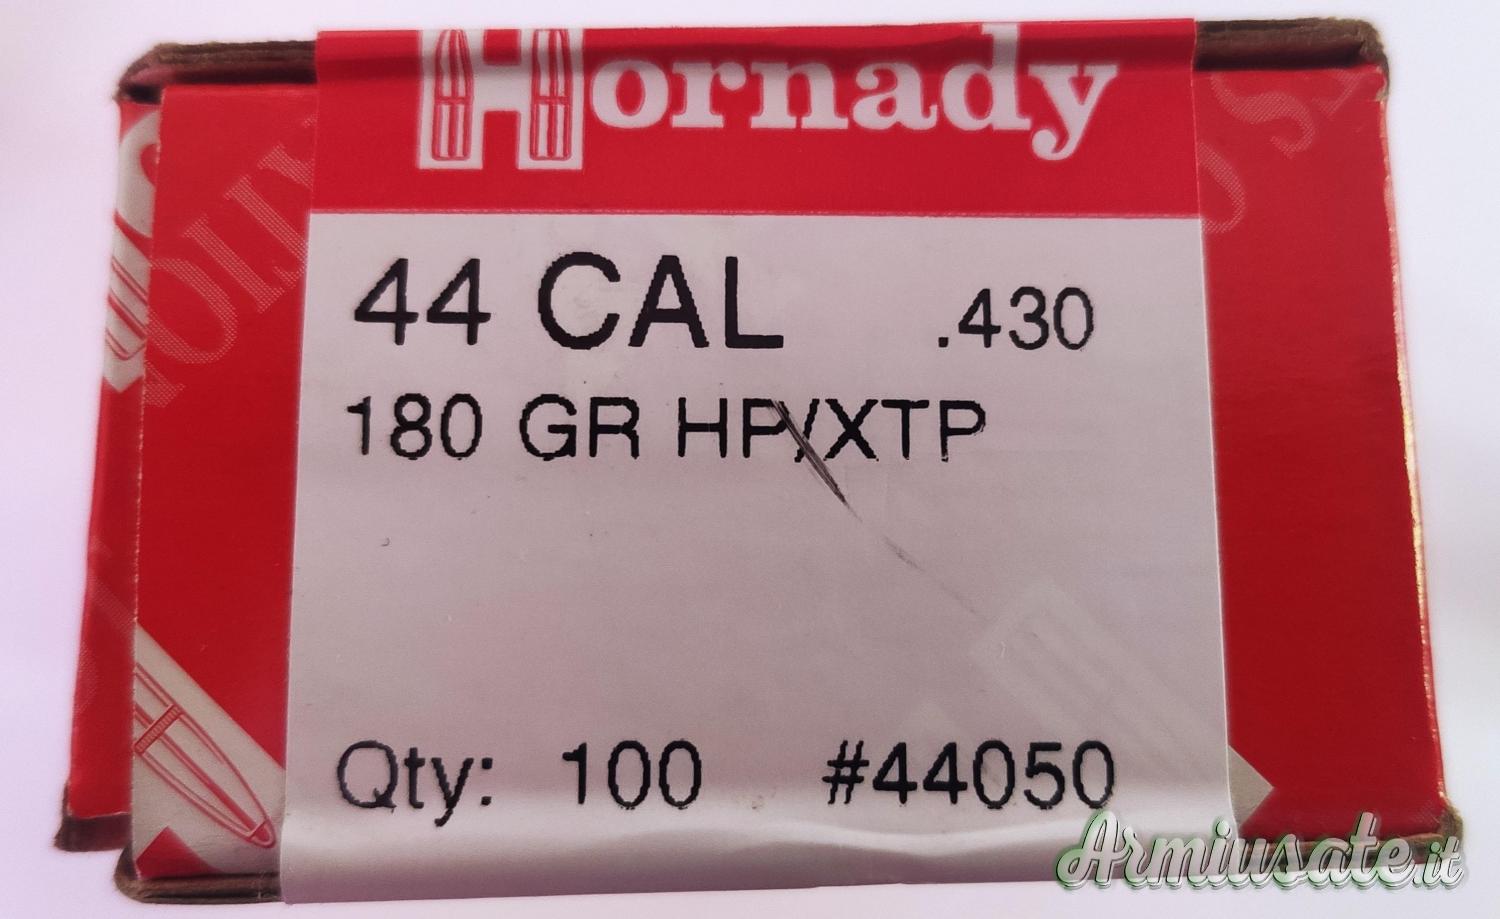 Hornady
44 CAL .430
180 GR HP/XTP
Qty: 100 #44050
Armiusate.it